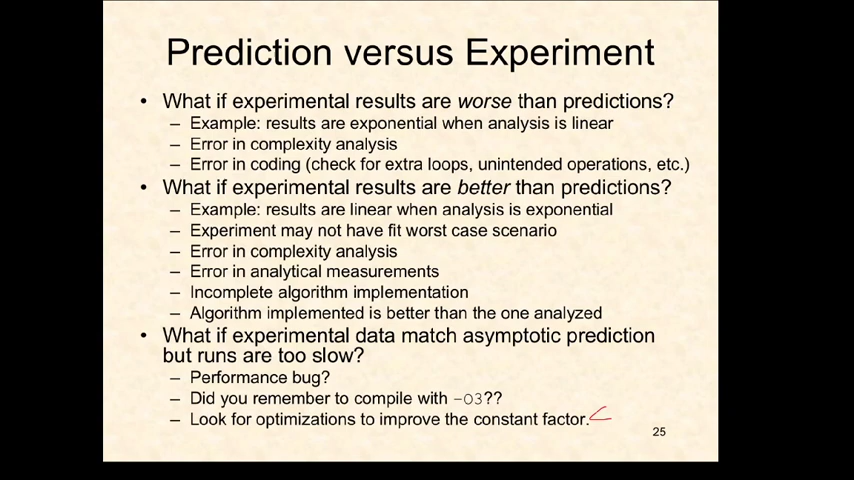 Prediction versus Experiment
• What if experimental results are worse than predictions?
– Example: results are exponential when analysis is linear
– Error in complexity analysis
– Error in coding (check for extra loops, unintended operations, etc.)
• What if experimental results are better than predictions?
– Example: results are linear when analysis is exponential
– Experiment may not have fit worst case scenario
– Error in complexity analysis
– Error in analytical measurements
– Incomplete algorithm implementation
– Algorithm implemented is better than the one analyzed
• What if experimental data match asymptotic prediction
but runs are too slow?
– Performance bug?
– Did you remember to compile with -O3??
– Look for optimizations to improve the constant factor.
25